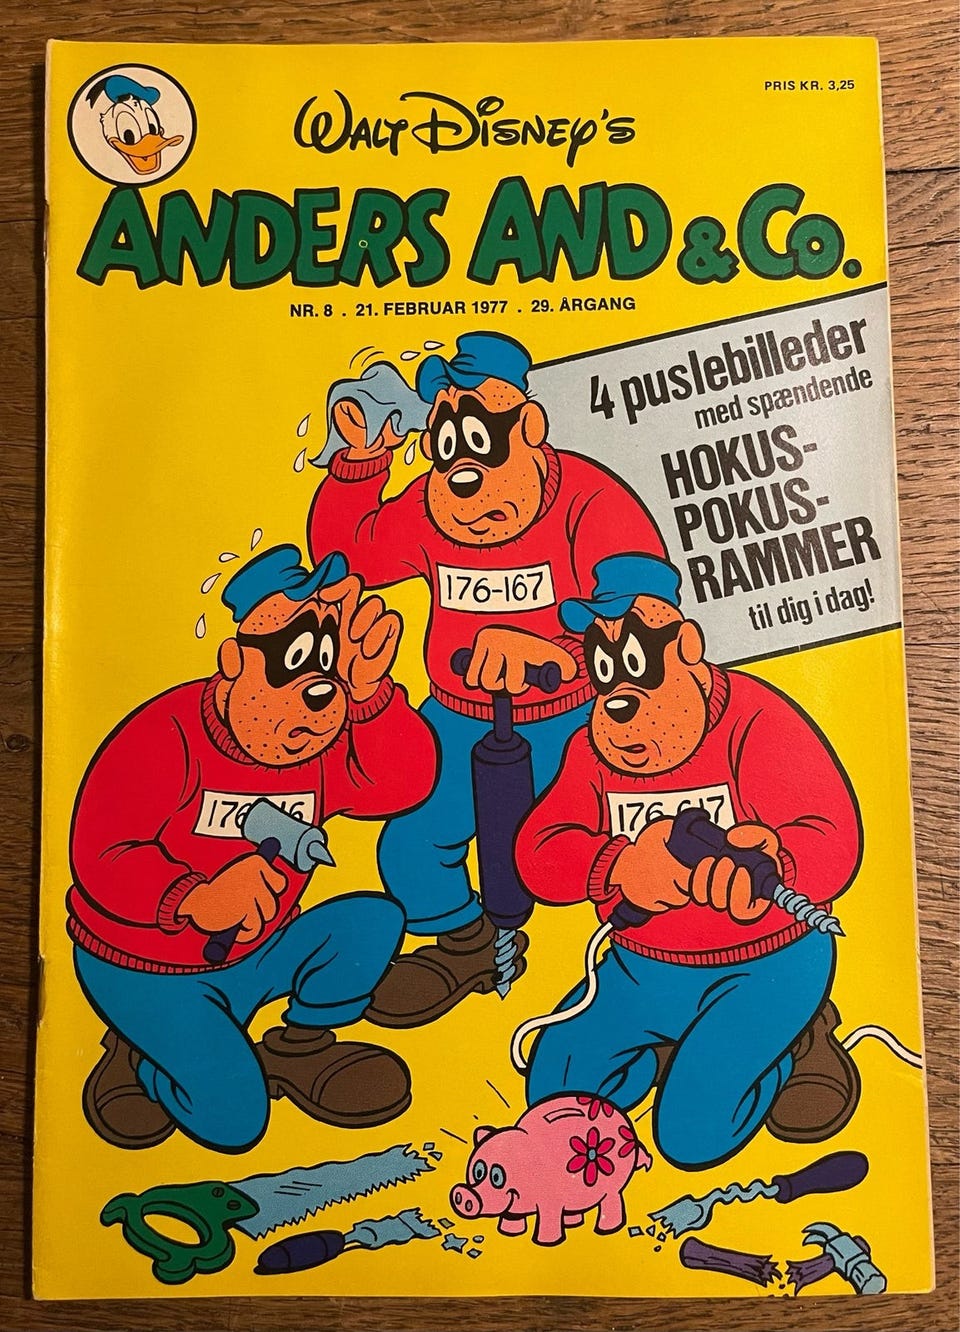 PRIS KR. 3,25
WALT DISNEY'S
ANDERS AND & Co.
NR. 8 . 21. FEBRUAR 1977 . 29. ÅRGANG
4 puslebilleder
med spændende
HOKUS-
POKUS-
RAMMER
til dig i dag!
176-167